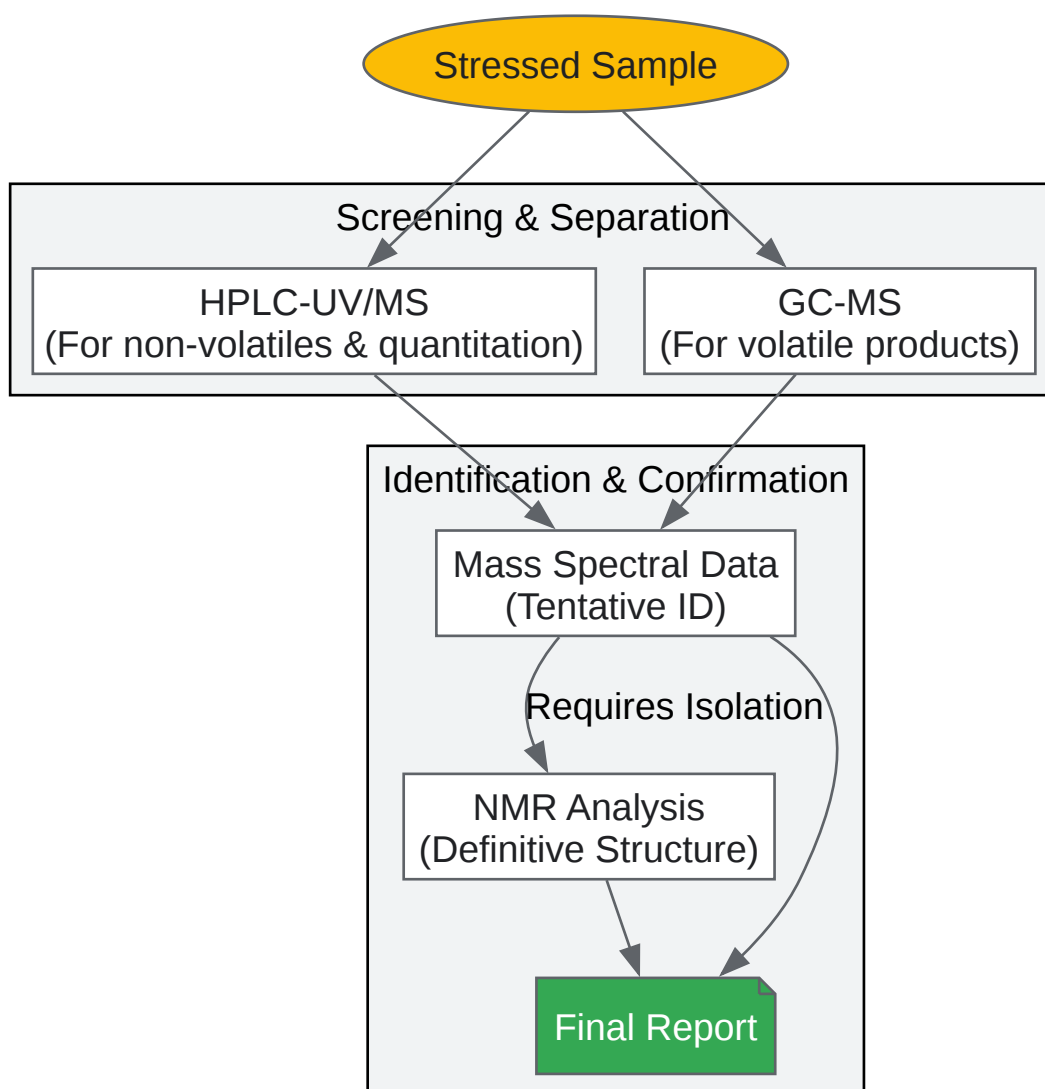 Stressed Sample
Screening & Separation
HPLC-UV/MS
(For non-volatiles & quantitation)
GC-MS
(For volatile products)
Identification & Confirmation
Mass Spectral Data
(Tentative ID)
Requires Isolation
NMR Analysis
(Definitive Structure)
Final Report